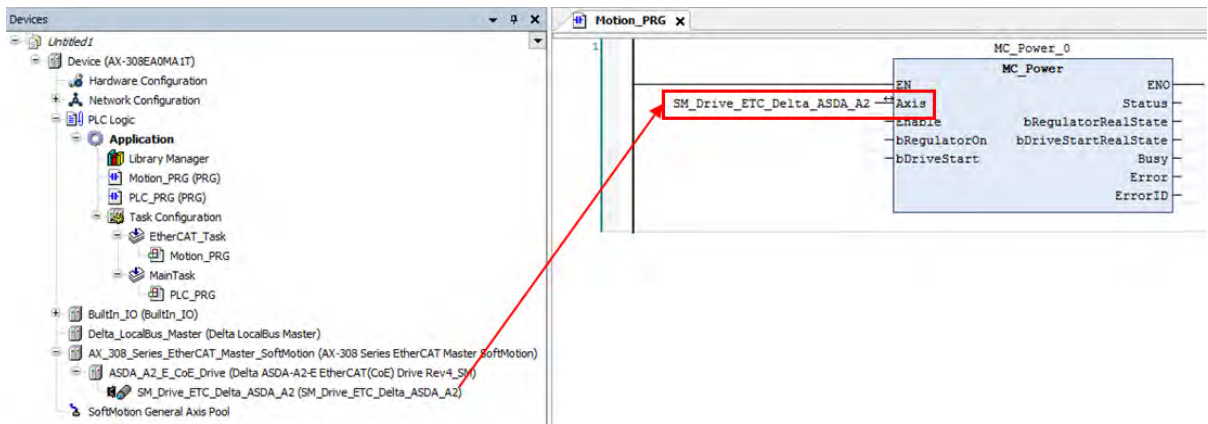 Devices
Untitled1
Device (AX-308EA0MA1T)
Hardware Configuration
Network Configuration
PLC Logic
Application
Library Manager
Motion_PRG (PRG)
PLC_PRG (PRG)
Task Configuration
EtherCAT_Task
Motion_PRG
MainTask
PLC_PRG
BuiltIn_IO (BuiltIn_IO)
Delta_LocalBus_Master (Delta LocalBus Master)
AX_308_Series_EtherCAT_Master_SoftMotion (AX-308 Series EtherCAT Master SoftMotion)
ASDA_A2_E_CoE_Drive (Delta ASDA-A2-E EtherCAT(CoE) Drive Rev4_SM)
SM_Drive_ETC_Delta_ASDA_A2 (SM_Drive_ETC_Delta_ASDA_A2)
SoftMotion General Axis Pool
Motion_PRG
1
MC_Power_0
MC_Power
EN ENO
SM_Drive_ETC_Delta_ASDA_A2 Axis Status
Enable bRegulatorRealState
bRegulatorOn bDriveStartRealState
bDriveStart Busy
Error
ErrorID